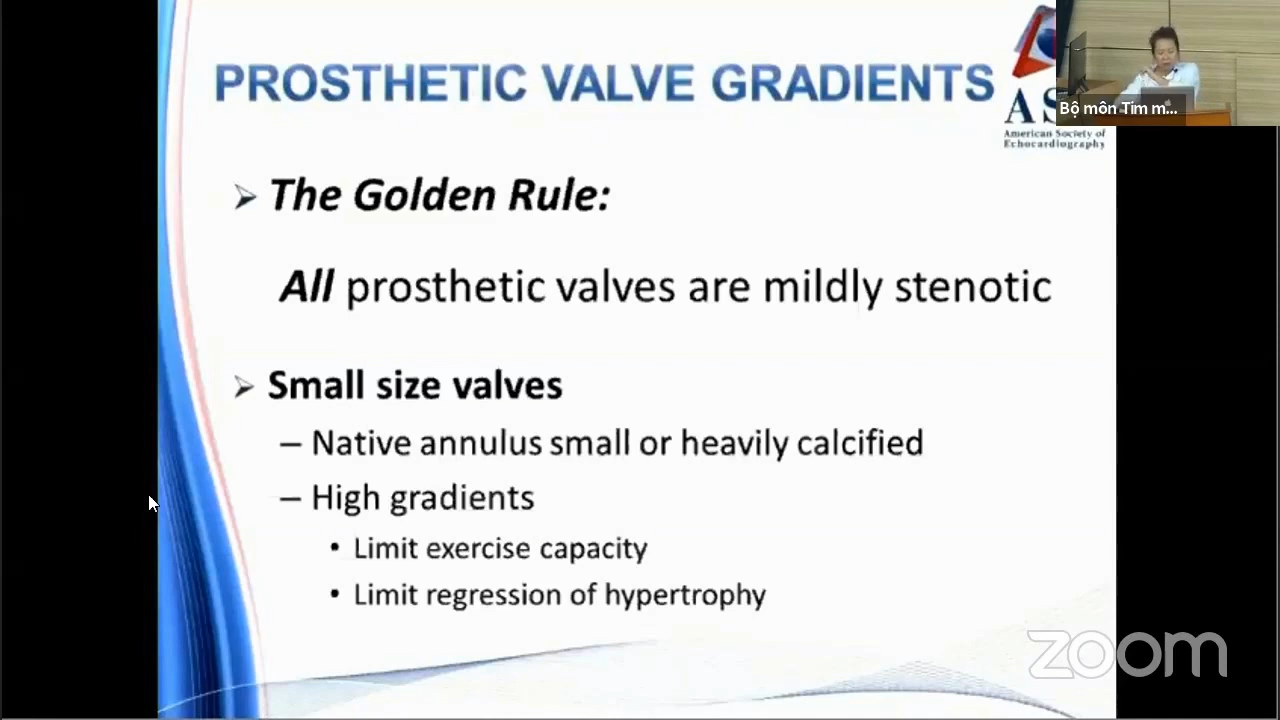 PROSTHETIC VALVE GRADIENTS
AS
American Society of
Echocardiography
Bộ môn Tim m...
The Golden Rule:
All prosthetic valves are mildly stenotic
Small size valves
– Native annulus small or heavily calcified
– High gradients
• Limit exercise capacity
• Limit regression of hypertrophy
zoom